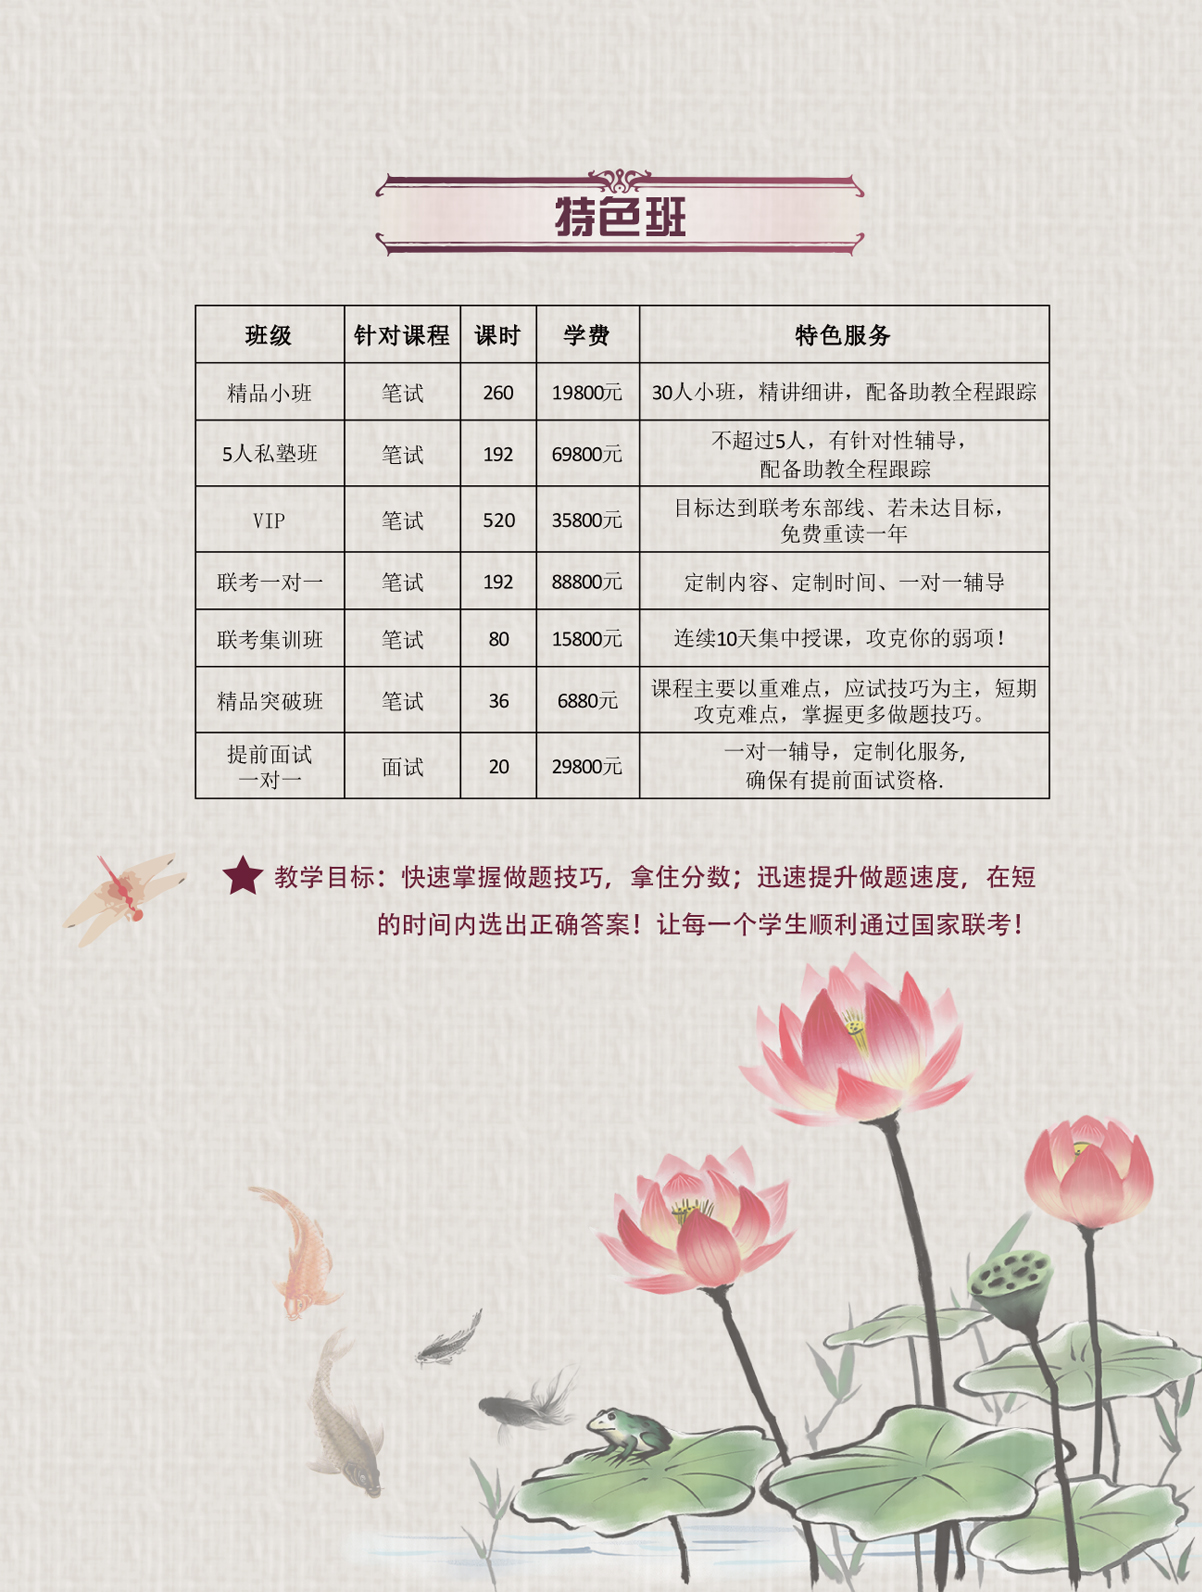 特色班
班级 针对课程 课时 学费 特色服务
精品小班 笔试 260 19800元 30人小班，精讲细讲，配备助教全程跟踪
5人私塾班 笔试 192 69800元 不超过5人，有针对性辅导，
配备助教全程跟踪
VIP 笔试 520 35800元 目标达到联考东部线、若未达目标，
免费重读一年
联考一对一 笔试 192 88800元 定制内容、定制时间、一对一辅导
联考集训班 笔试 80 15800元 连续10天集中授课，攻克你的弱项！
精品突破班 笔试 36 6880元 课程主要以重难点，应试技巧为主，短期
攻克难点，掌握更多做题技巧。
提前面试
一对一 面试 20 29800元 一对一辅导，定制化服务，
确保有提前面试资格.
★ 教学目标：快速掌握做题技巧，拿住分数；迅速提升做题速度，在短
的时间内选出正确答案！让每一个学生顺利通过国家联考！